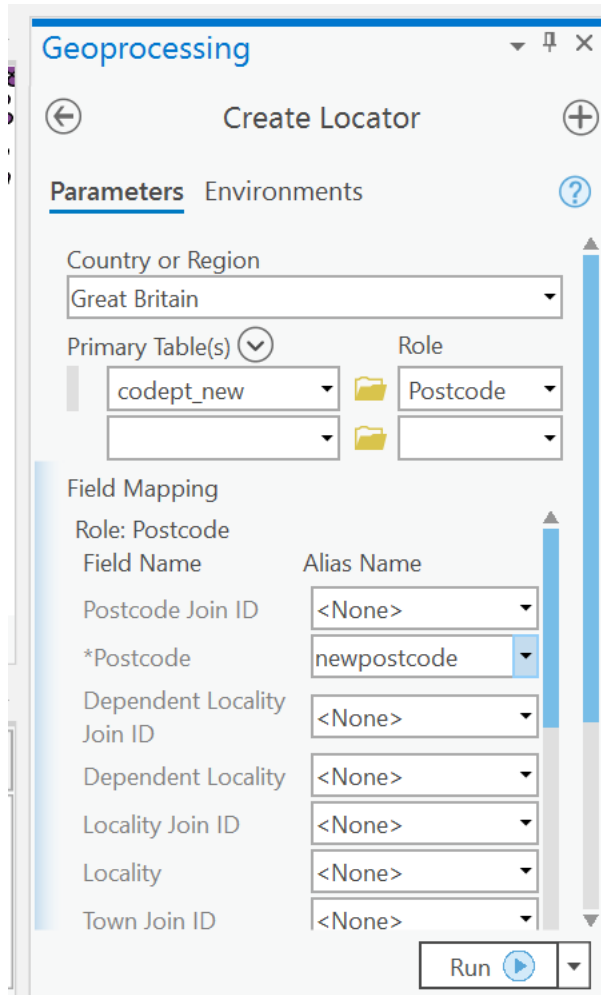 Geoprocessing
Create Locator
Parameters Environments
Country or Region
Great Britain
Primary Table(s) Role
codept_new Postcode
Field Mapping
Role: Postcode
Field Name Alias Name
Postcode Join ID <None>
*Postcode newpostcode
Dependent Locality
Join ID <None>
Dependent Locality <None>
Locality Join ID <None>
Locality <None>
Town Join ID <None>
Run